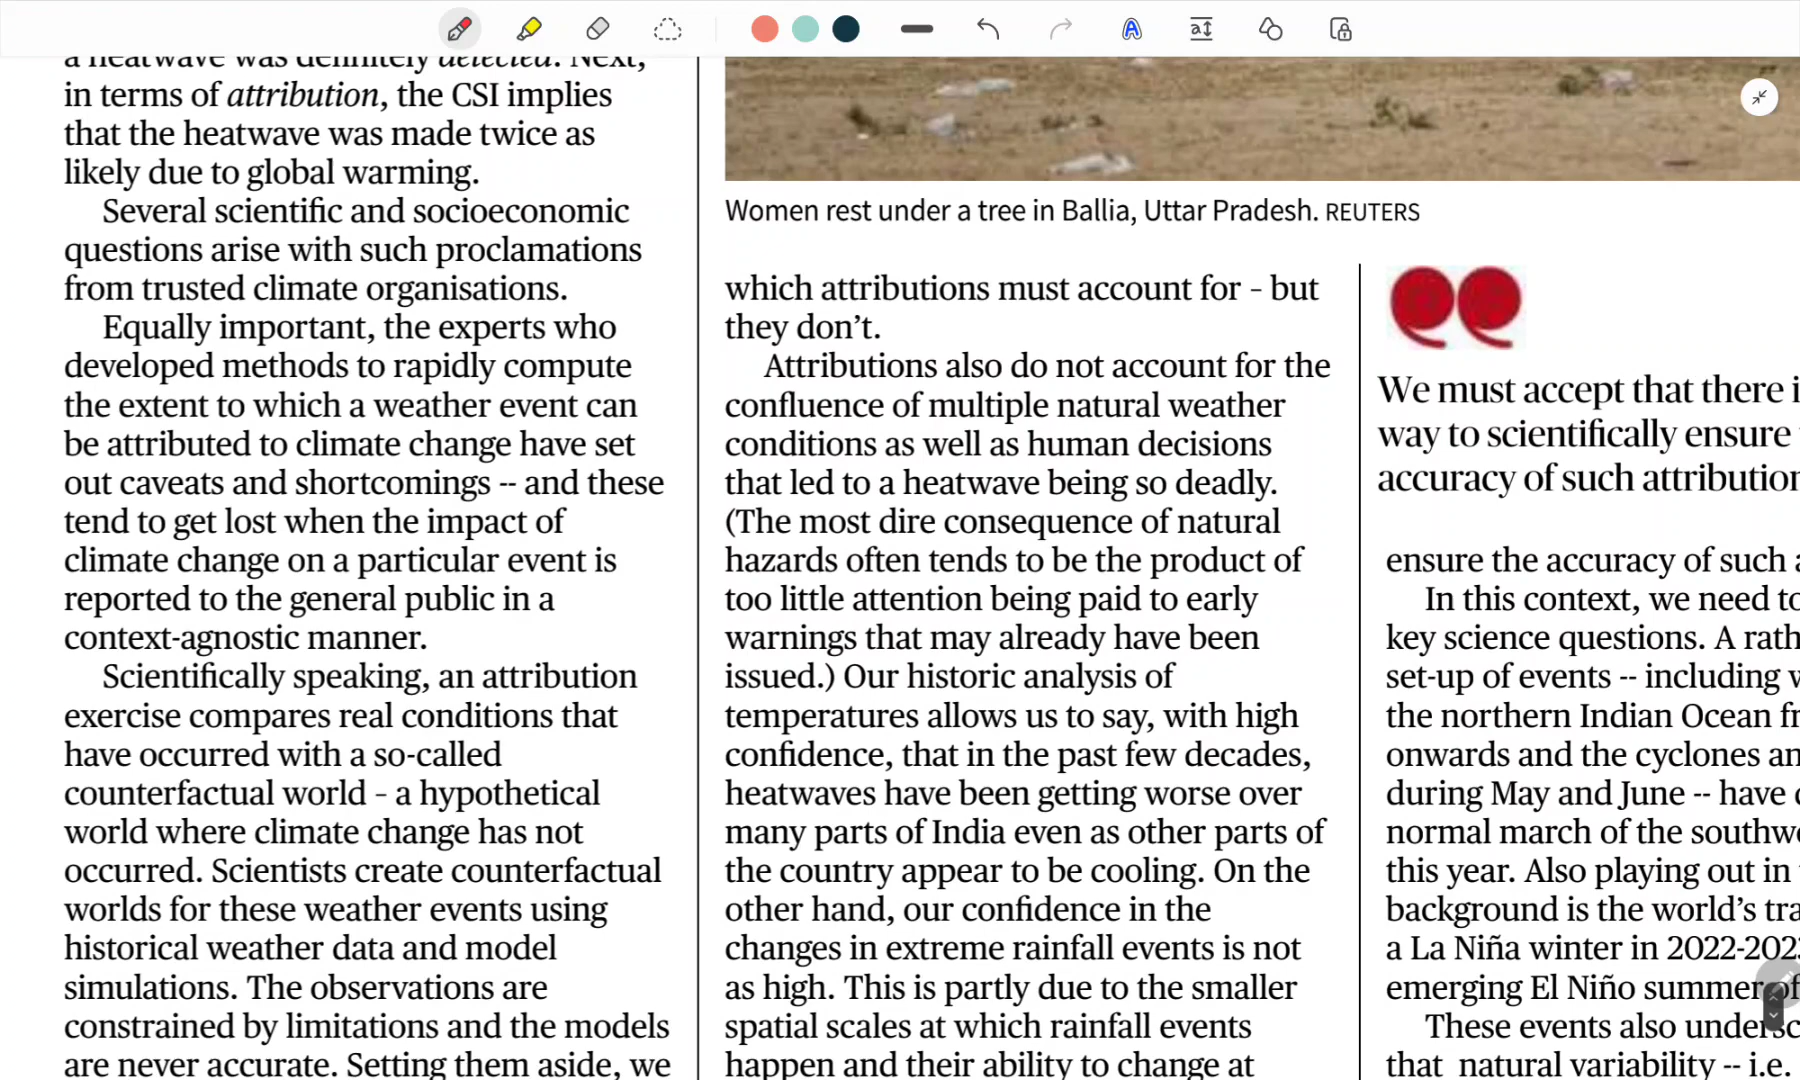 a heatwave was definitely detected. Next,
in terms of attribution, the CSI implies
that the heatwave was made twice as
likely due to global warming.
Several scientific and socioeconomic
questions arise with such proclamations
from trusted climate organisations.
Equally important, the experts who
developed methods to rapidly compute
the extent to which a weather event can
be attributed to climate change have set
out caveats and shortcomings -- and these
tend to get lost when the impact of
climate change on a particular event is
reported to the general public in a
context-agnostic manner.
Scientifically speaking, an attribution
exercise compares real conditions that
have occurred with a so-called
counterfactual world – a hypothetical
world where climate change has not
occurred. Scientists create counterfactual
worlds for these weather events using
historical weather data and model
simulations. The observations are
constrained by limitations and the models
are never accurate. Setting them aside, we
Women rest under a tree in Ballia, Uttar Pradesh. REUTERS
which attributions must account for – but
they don’t.
Attributions also do not account for the
confluence of multiple natural weather
conditions as well as human decisions
that led to a heatwave being so deadly.
(The most dire consequence of natural
hazards often tends to be the product of
too little attention being paid to early
warnings that may already have been
issued.) Our historic analysis of
temperatures allows us to say, with high
confidence, that in the past few decades,
heatwaves have been getting worse over
many parts of India even as other parts of
the country appear to be cooling. On the
other hand, our confidence in the
changes in extreme rainfall events is not
as high. This is partly due to the smaller
spatial scales at which rainfall events
happen and their ability to change at
We must accept that there
way to scientifically ensure
accuracy of such
ensure the accuracy of such
In this context, we need to
key science questions. A
set-up of events -- including
the northern Indian Ocean
onwards and the cyclones
during May and June -- have
normal march of the
this year. Also playing out in
background is the world’s
a La Niña winter in
emerging El Niño summer of
These events also
that natural variability -- i.e.